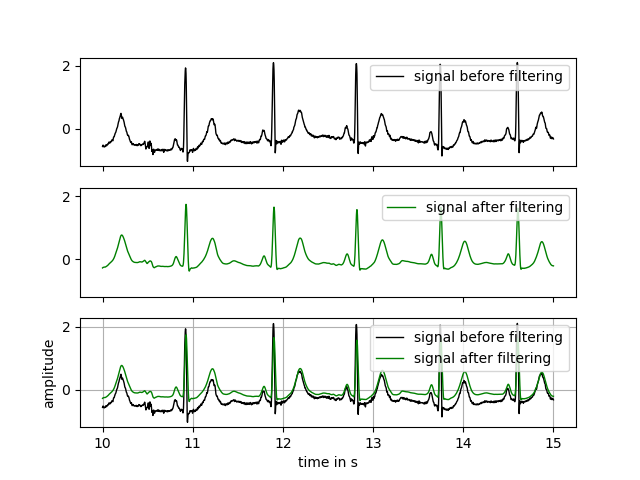 2
signal before filtering
0
2
signal after filtering
0
2
signal before filtering
signal after filtering
0
amplitude
10 11 12 13 14 15
time in s